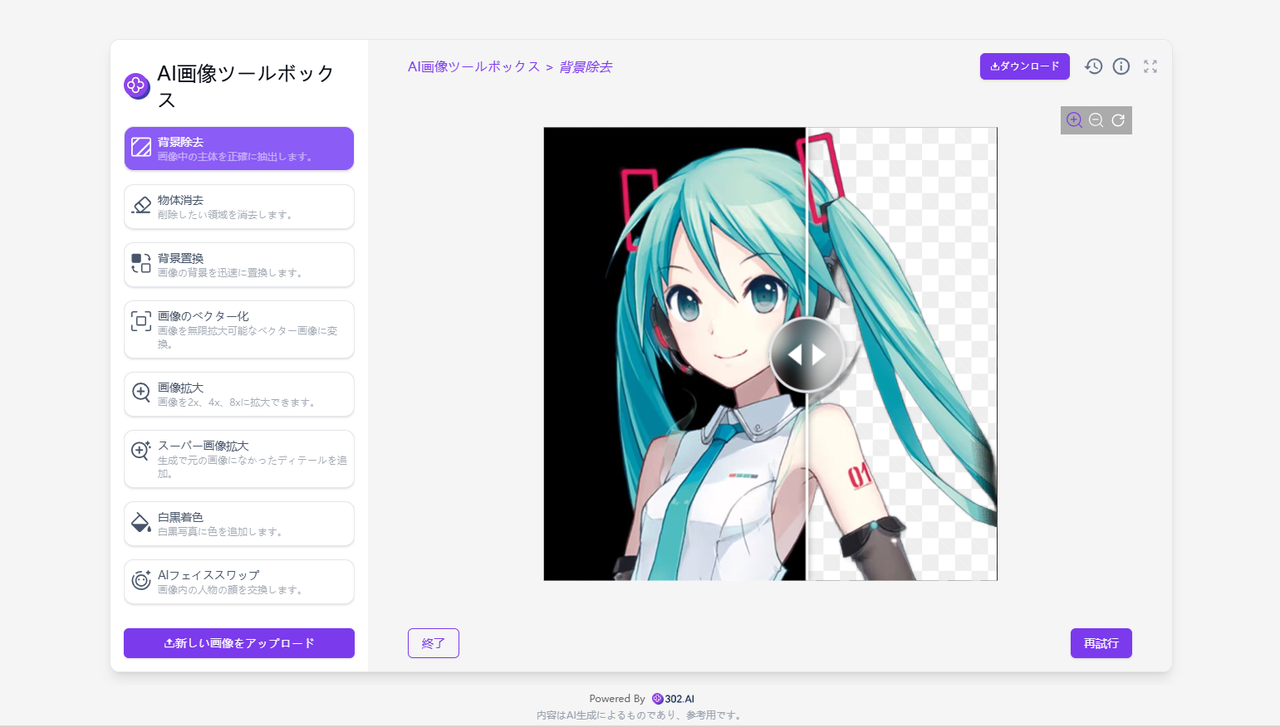 AI画像ツールボック
ス
背景除去
画像中の主体を正確に抽出します。
物体消去
削除したい領域を消去します。
背景置換
画像の背景を迅速に置換します。
画像のベクター化
画像を無限拡大可能なベクター画像に変
換。
画像拡大
画像を2x、4x、8xに拡大できます。
スーパー画像拡大
生成で元の画像になかったディテールを追
加。
白黒着色
白黒写真に色を追加します。
AIフェイススワップ
画像内の人物の顔を交換します。
新しい画像をアップロード
AI画像ツールボックス > 背景除去
ダウンロード
01
終了
再試行
Powered By 302.AI
内容はAI生成によるものであり、参考用です。